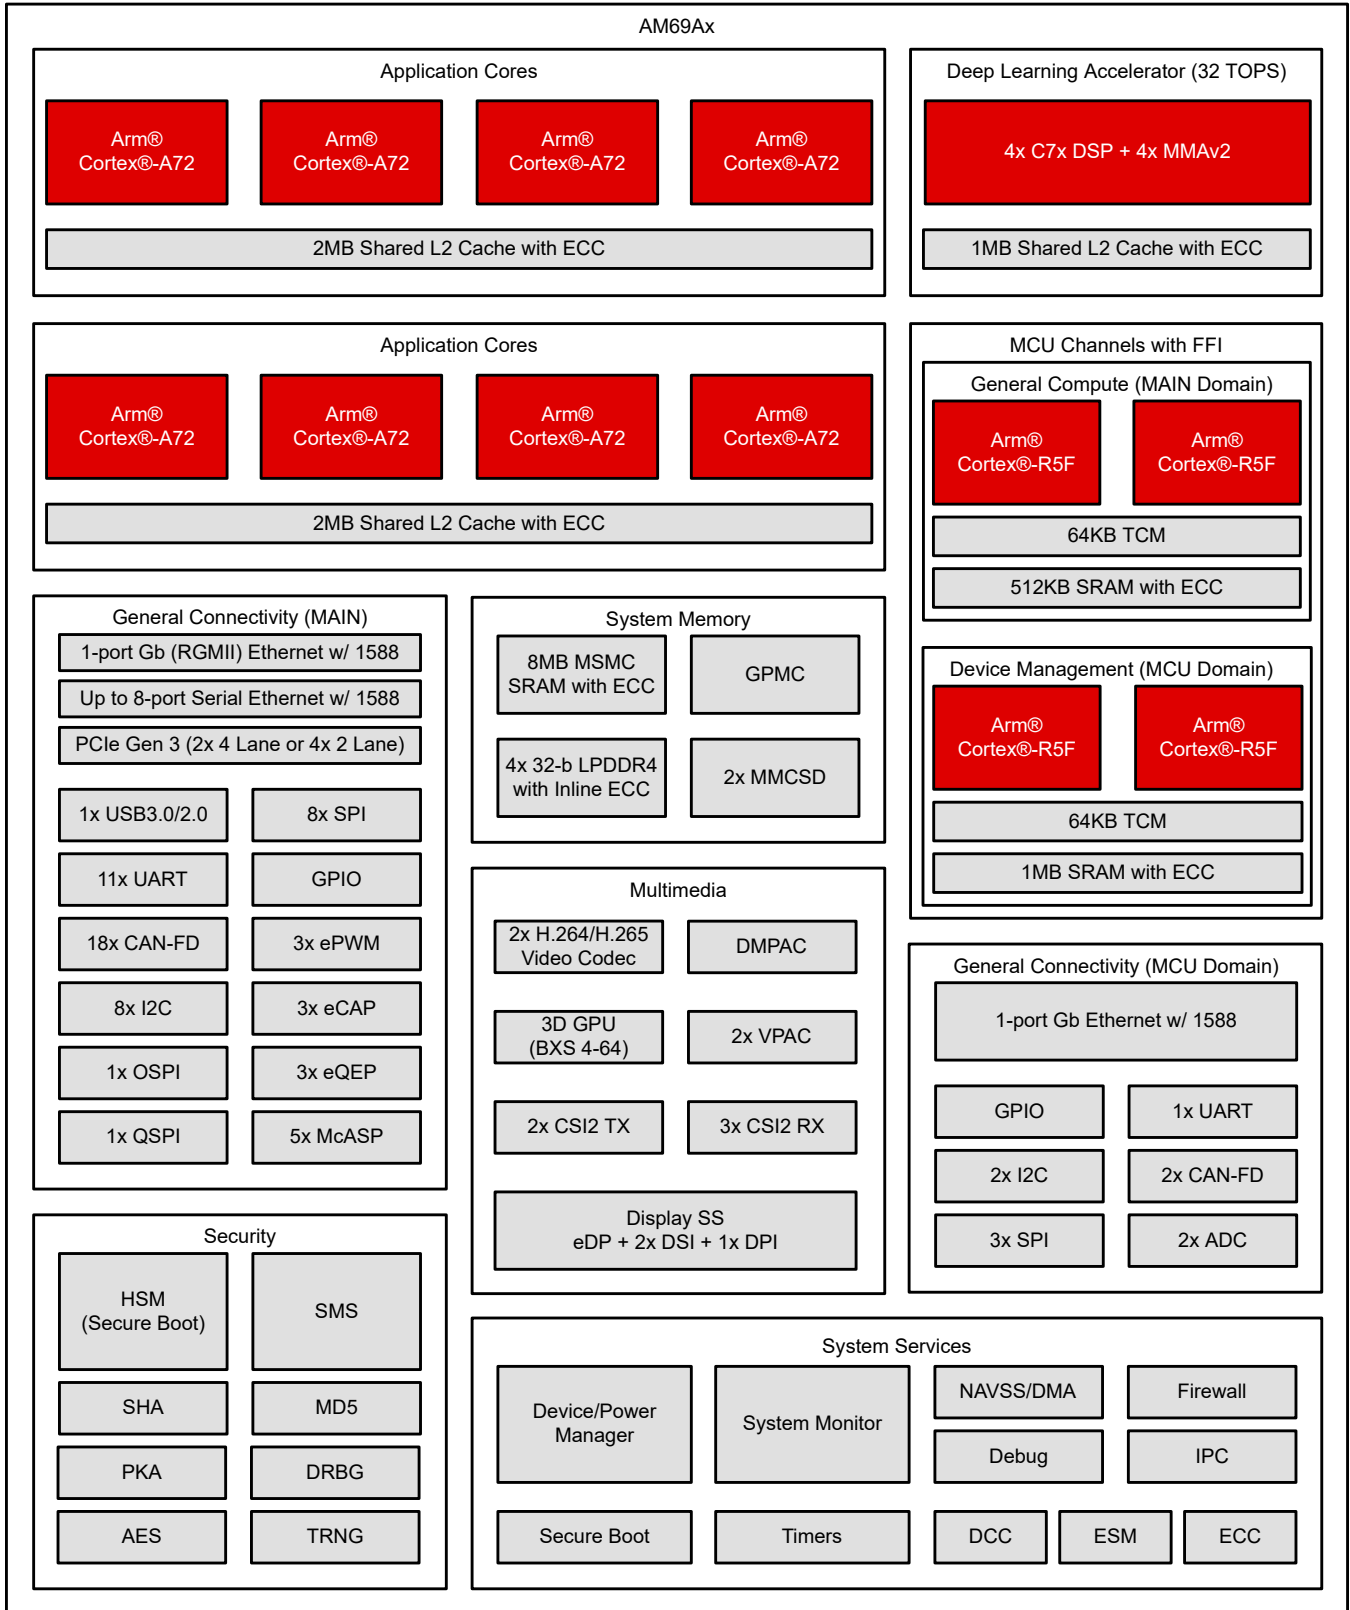 AM69Ax
Application Cores
Arm®
Cortex®-A72
Arm®
Cortex®-A72
Arm®
Cortex®-A72
Arm®
Cortex®-A72
2MB Shared L2 Cache with ECC
Deep Learning Accelerator (32 TOPS)
4x C7x DSP + 4x MMAv2
1MB Shared L2 Cache with ECC
Application Cores
Arm®
Cortex®-A72
Arm®
Cortex®-A72
Arm®
Cortex®-A72
Arm®
Cortex®-A72
2MB Shared L2 Cache with ECC
MCU Channels with FFI
General Compute (MAIN Domain)
Arm®
Cortex®-R5F
Arm®
Cortex®-R5F
64KB TCM
512KB SRAM with ECC
Device Management (MCU Domain)
Arm®
Cortex®-R5F
Arm®
Cortex®-R5F
64KB TCM
1MB SRAM with ECC
General Connectivity (MAIN)
1-port Gb (RGMII) Ethernet w/ 1588
Up to 8-port Serial Ethernet w/ 1588
PCIe Gen 3 (2x 4 Lane or 4x 2 Lane)
1x USB3.0/2.0
8x SPI
11x UART
GPIO
18x CAN-FD
3x ePWM
8x I2C
3x eCAP
1x OSPI
3x eQEP
1x QSPI
5x McASP
System Memory
8MB MSMC
SRAM with ECC
GPMC
4x 32-b LPDDR4
with Inline ECC
2x MMCSD
Multimedia
2x H.264/H.265
Video Codec
DMPAC
3D GPU
(BXS 4-64)
2x VPAC
2x CSI2 TX
3x CSI2 RX
Display SS
eDP + 2x DSI + 1x DPI
General Connectivity (MCU Domain)
1-port Gb Ethernet w/ 1588
GPIO
1x UART
2x I2C
2x CAN-FD
3x SPI
2x ADC
Security
HSM
(Secure Boot)
SMS
SHA
MD5
PKA
DRBG
AES
TRNG
System Services
Device/Power
Manager
System Monitor
NAVSS/DMA
Firewall
Debug
IPC
Secure Boot
Timers
DCC
ESM
ECC